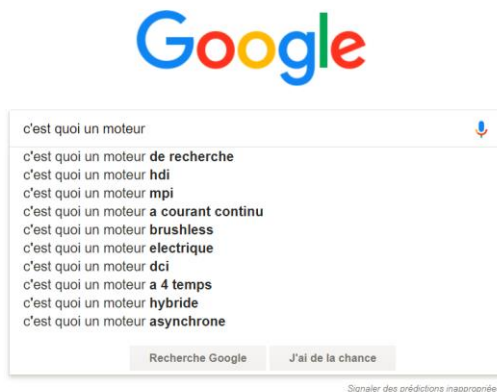 Google
c'est quoi un moteur
c'est quoi un moteur de recherche
c'est quoi un moteur hdi
c'est quoi un moteur mpi
c'est quoi un moteur a courant continu
c'est quoi un moteur brushless
c'est quoi un moteur electrique
c'est quoi un moteur dci
c'est quoi un moteur a 4 temps
c'est quoi un moteur hybride
c'est quoi un moteur asynchrone
Recherche Google J'ai de la chance
Signaler des prédictions inappropriée